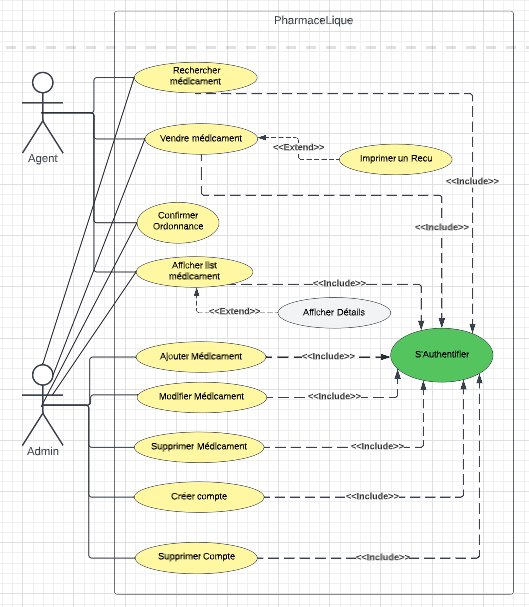 PharmaceLique
Rechercher
médicament
Agent
Vendre médicament
<<Extend>>
Imprimer un Recu
<<Include>>
Confirmer
Ordonnance
<<Include>>
Afficher list
médicament
<<Include>>
<<Extend>>
Afficher Détails
Ajouter Médicament
<<Include>>
S'Authentifier
Modifier Médicament
<<Include>>
Admin
Supprimer Médicament
<<Include>>
Créer compte
<<Include>>
Supprimer Compte
<<Include>>